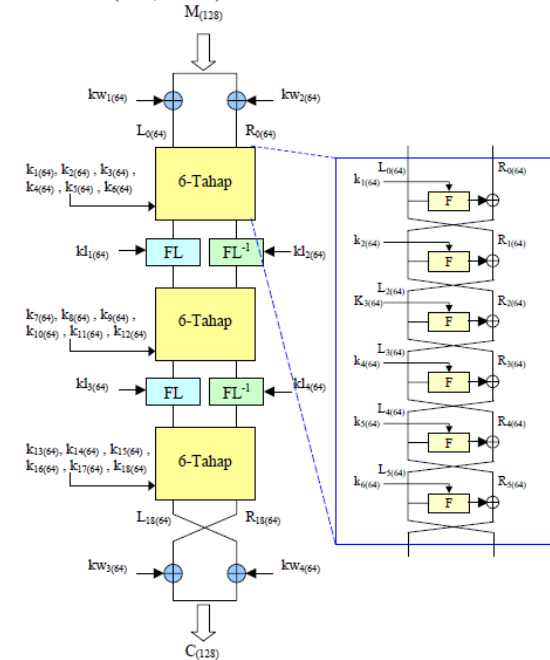 M(128)
kw1(64)
kw2(64)
L0(64)
R0(64)
k1(64), k2(64) , k3(64) ,
k4(64) , k5(64) , k6(64)
6-Tahap
kl1(64)
FL
FL-1
kl2(64)
k7(64), k8(64) , k9(64) ,
k10(64) , k11(64) , k12(64)
6-Tahap
kl3(64)
FL
FL-1
kl4(64)
k13(64), k14(64) , k15(64) ,
k16(64) , k17(64) , k18(64)
6-Tahap
L18(64)
R18(64)
kw3(64)
kw4(64)
C(128)
L0(64)
R0(64)
k1(64)
F
k2(64)
R1(64)
F
L2(64)
K3(64)
R2(64)
F
L3(64)
k4(64)
R3(64)
F
L4(64)
k5(64)
R4(64)
F
L5(64)
k6(64)
R5(64)
F